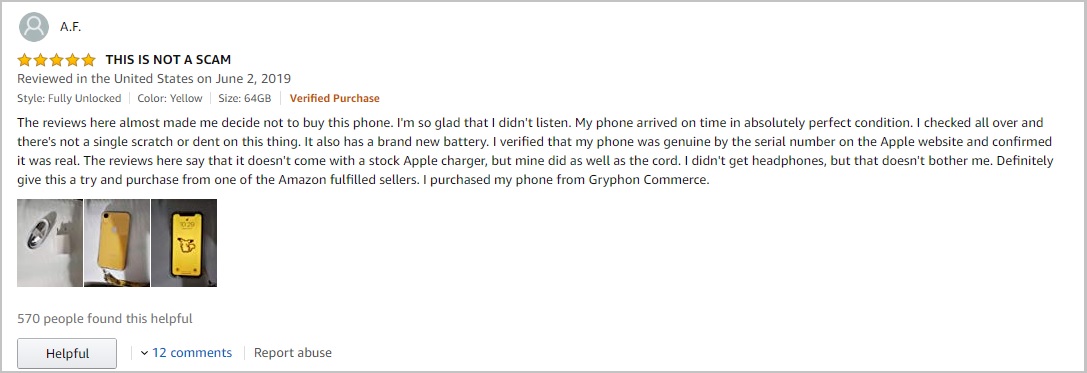 A.F.
THIS IS NOT A SCAM
Reviewed in the United States on June 2, 2019
Style: Fully Unlocked | Color: Yellow | Size: 64GB | Verified Purchase
The reviews here almost made me decide not to buy this phone. I'm so glad that I didn't listen. My phone arrived on time in absolutely perfect condition. I checked all over and
there's not a single scratch or dent on this thing. It also has a brand new battery. I verified that my phone was genuine by the serial number on the Apple website and confirmed
it was real. The reviews here say that it doesn't come with a stock Apple charger, but mine did as well as the cord. I didn't get headphones, but that doesn't bother me. Definitely
give this a try and purchase from one of the Amazon fulfilled sellers. I purchased my phone from Gryphon Commerce.
10:29
570 people found this helpful
Helpful | 12 comments | Report abuse